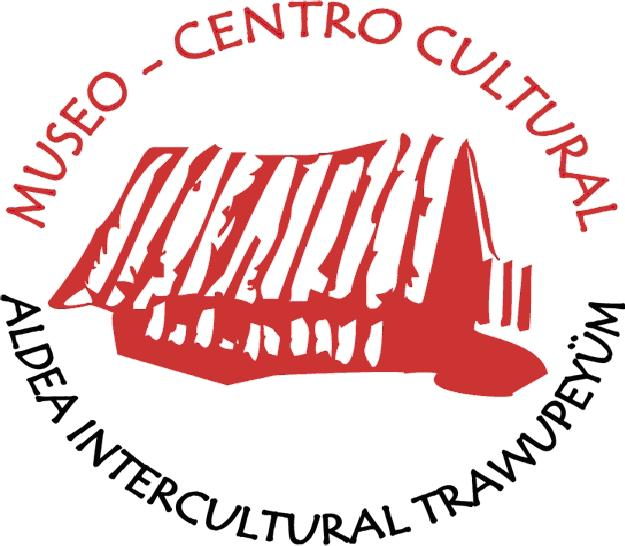 MUSEO - CENTRO CULTURAL
ALDEA INTERCULTURAL TRAWUPEYÜM